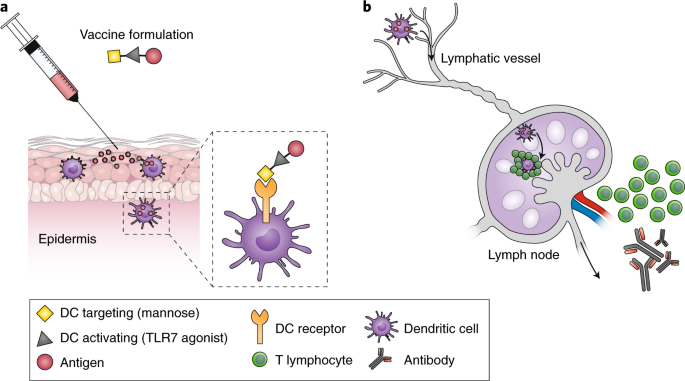 a
Vaccine formulation
Epidermis
b
Lymphatic vessel
Lymph node
DC targeting (mannose)
DC activating (TLR7 agonist)
Antigen
DC receptor
T lymphocyte
Dendritic cell
Antibody